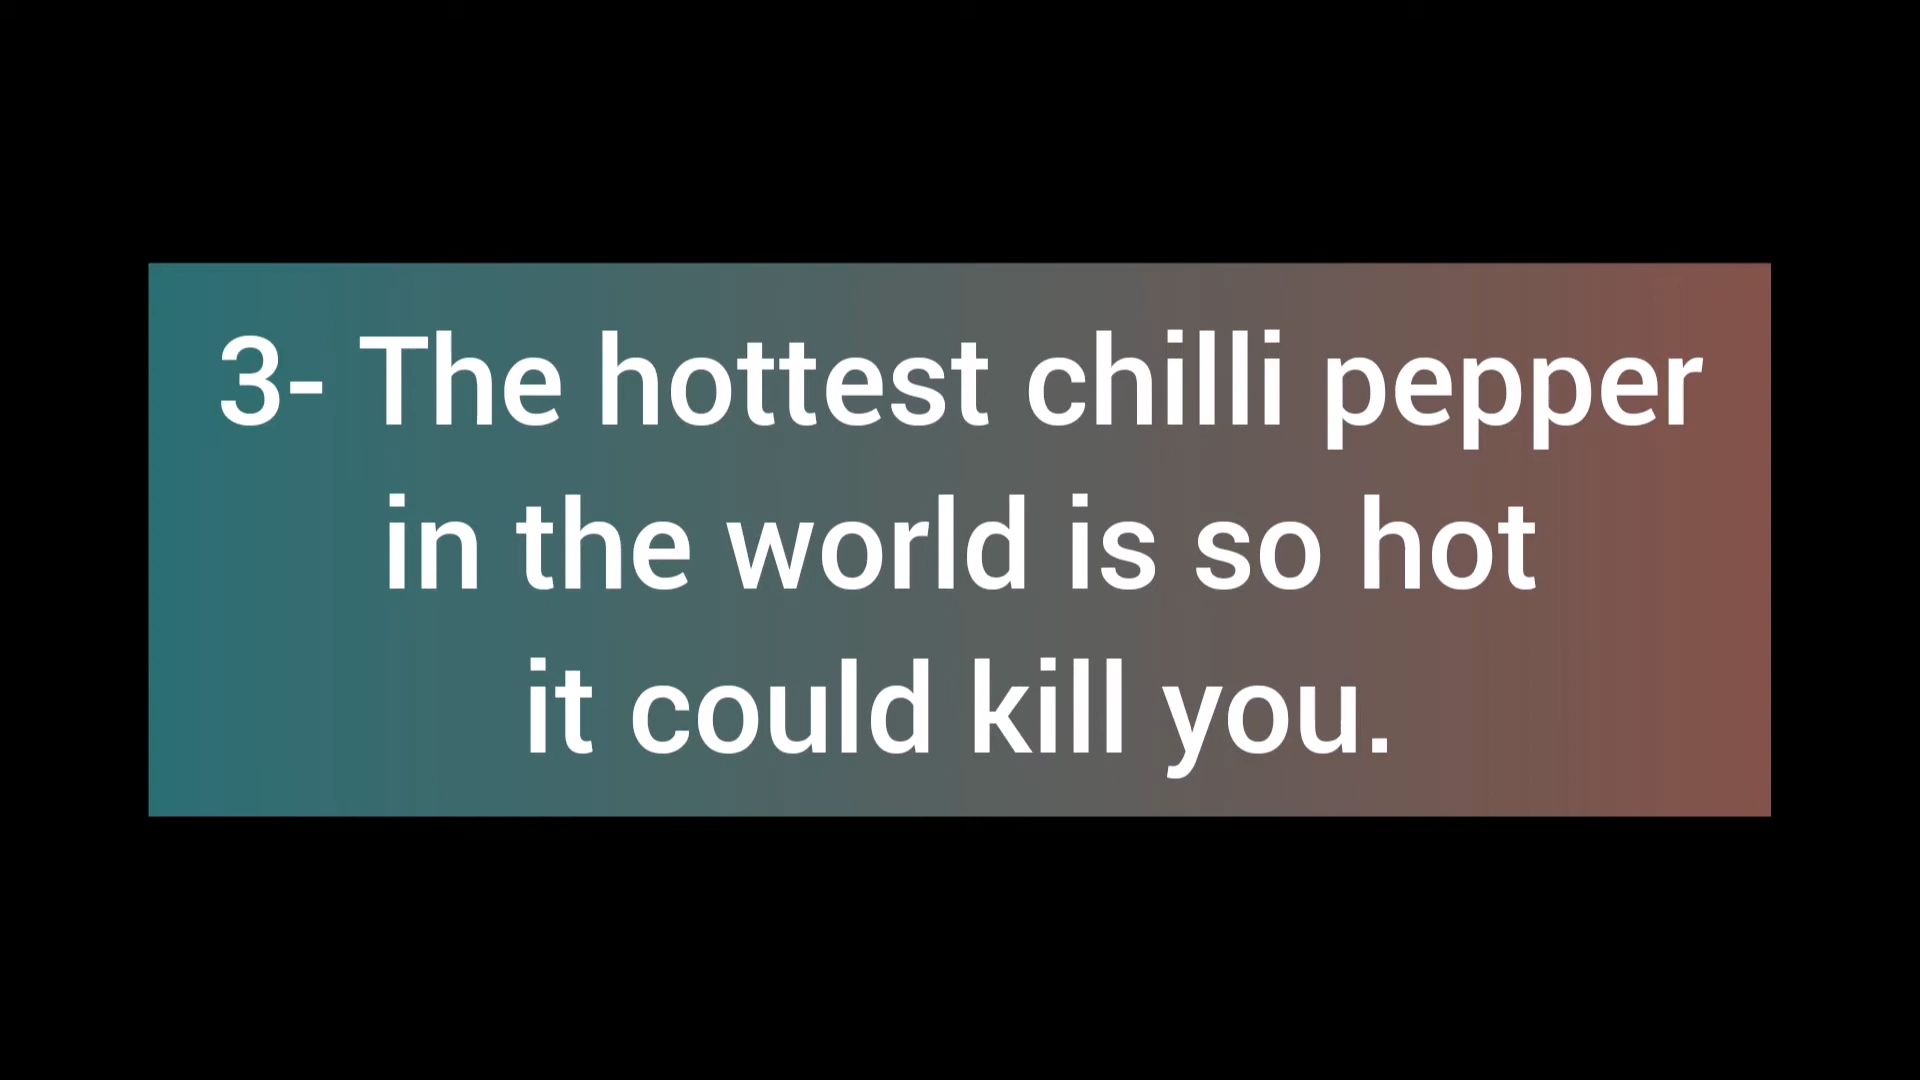 3- The hottest chilli pepper
in the world is so hot
it could kill you.